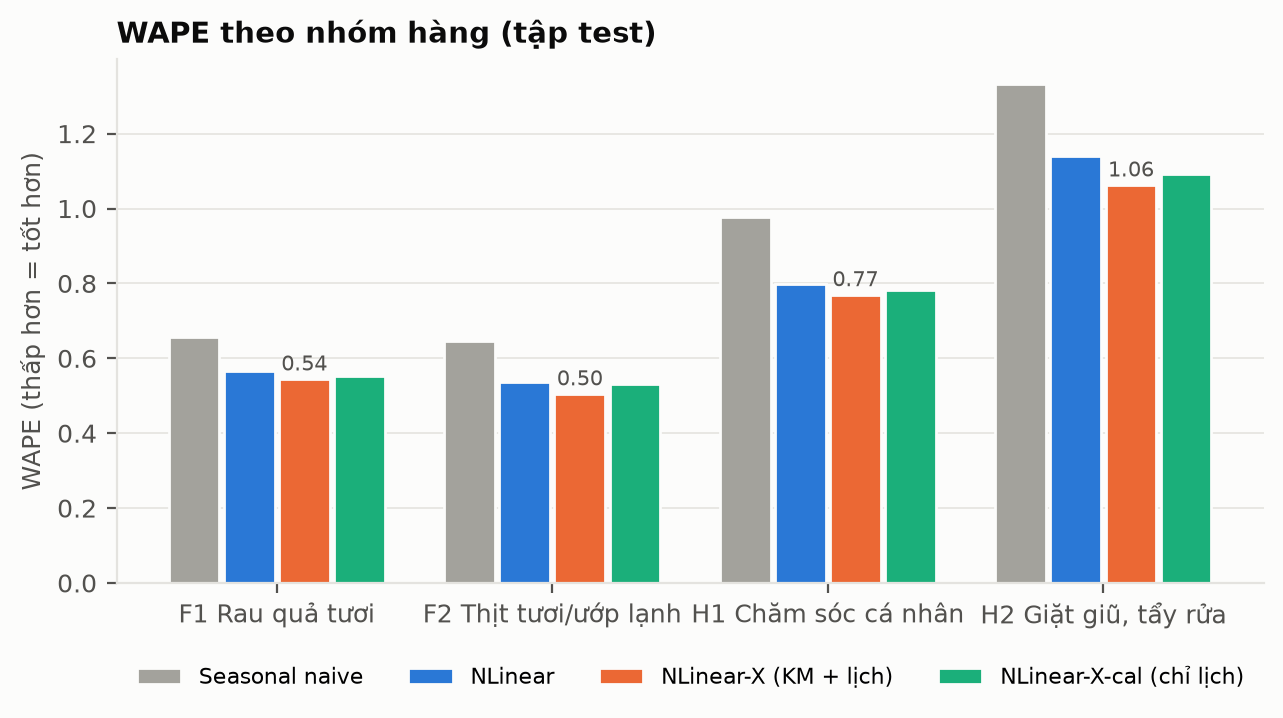 WAPE theo nhóm hàng (tập test)
WAPE (thấp hơn = tốt hơn)
1.2
1.0
0.8
0.6
0.4
0.2
0.0
0.54
0.50
0.77
1.06
F1 Rau quả tươi
F2 Thịt tươi/ướp lạnh
H1 Chăm sóc cá nhân
H2 Giặt giũ, tẩy rửa
Seasonal naive
NLinear
NLinear-X (KM + lịch)
NLinear-X-cal (chỉ lịch)